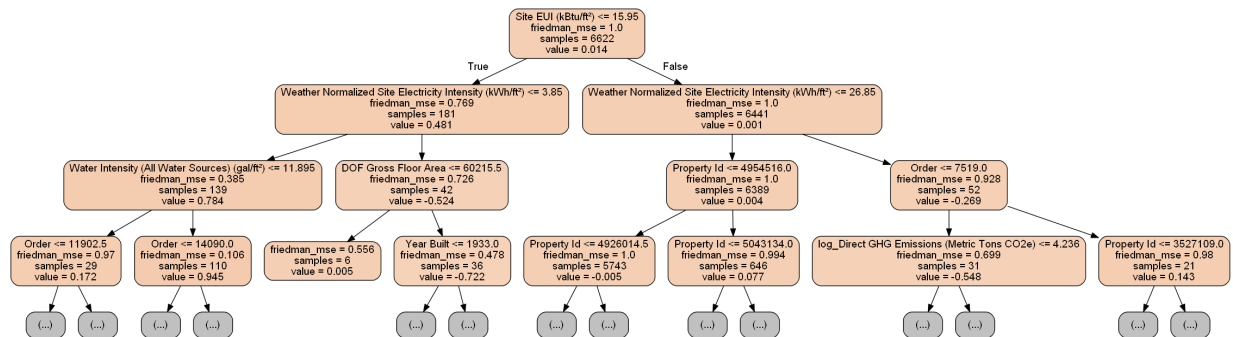 Site EUI (kBtu/ft²) <= 15.95
friedman_mse = 1.0
samples = 6622
value = 0.014
True
False
Weather Normalized Site Electricity Intensity (kWh/ft²) <= 3.85
friedman_mse = 0.769
samples = 181
value = 0.481
Weather Normalized Site Electricity Intensity (kWh/ft²) <= 26.85
friedman_mse = 1.0
samples = 6441
value = 0.001
Water Intensity (All Water Sources) (gal/ft²) <= 11.895
friedman_mse = 0.385
samples = 139
value = 0.784
DOF Gross Floor Area <= 60215.5
friedman_mse = 0.726
samples = 42
value = -0.524
Property Id <= 4954516.0
friedman_mse = 1.0
samples = 6389
value = 0.004
Order <= 7519.0
friedman_mse = 0.928
samples = 52
value = -0.269
Order <= 11902.5
friedman_mse = 0.97
samples = 29
value = 0.172
Order <= 14090.0
friedman_mse = 0.106
samples = 110
value = 0.945
friedman_mse = 0.556
samples = 6
value = 0.005
Year Built <= 1933.0
friedman_mse = 0.478
samples = 36
value = -0.722
Property Id <= 4926014.5
friedman_mse = 1.0
samples = 5743
value = -0.005
Property Id <= 5043134.0
friedman_mse = 0.994
samples = 646
value = 0.077
log_Direct GHG Emissions (Metric Tons CO2e) <= 4.236
friedman_mse = 0.699
samples = 31
value = -0.548
Property Id <= 3527109.0
friedman_mse = 0.98
samples = 21
value = 0.143
(...)
(...)
(...)
(...)
(...)
(...)
(...)
(...)
(...)
(...)
(...)
(...)
(...)
(...)